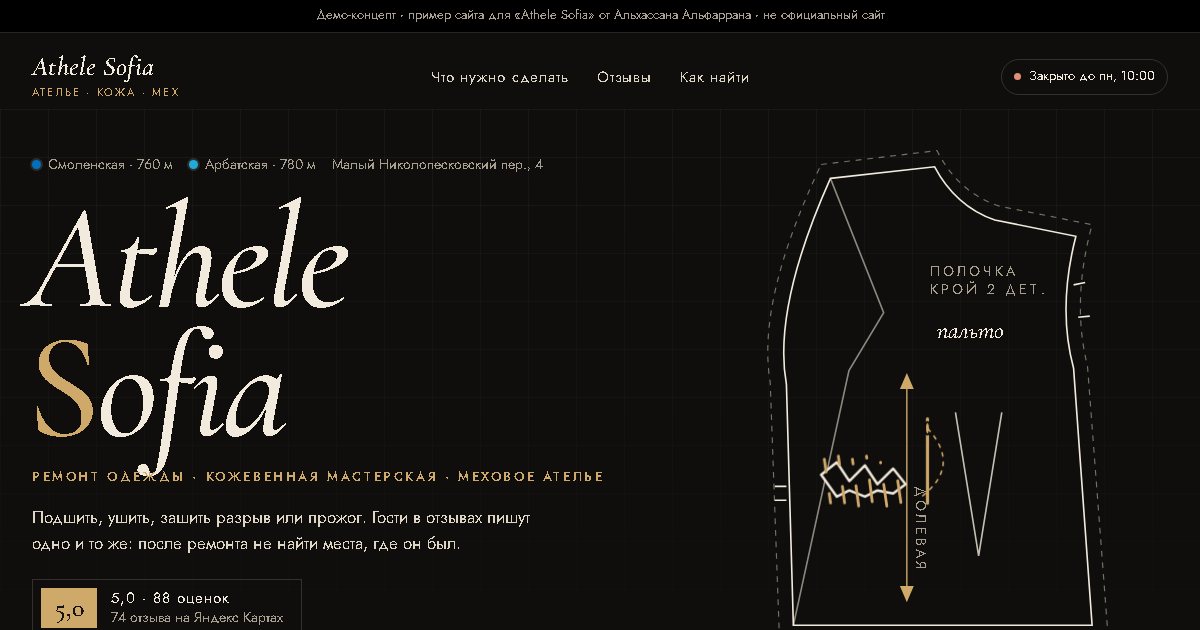 Демо-концепт · пример сайта для «Athele Sofia» от Альхассана Альфаррана · не официальный сайт
Athele Sofia
АТЕЛЬЕ · КОЖА · МЕХ
Что нужно сделать
Отзывы
Как найти
Закрыто до пн, 10:00
Смоленская · 760 м
Арбатская · 780 м
Малый Николопесковский пер., 4
Athele
Sofia
РЕМОНТ ОДЕЖДЫ · КОЖЕВЕННАЯ МАСТЕРСКАЯ · МЕХОВОЕ АТЕЛЬЕ
Подшить, ушить, зашить разрыв или прожог. Гости в отзывах пишут
одно и то же: после ремонта не найти места, где он был.
5,0
5,0 · 88 оценок
74 отзыва на Яндекс Картах
ПОЛОЧКА
КРОЙ 2 ДЕТ.
пальто
ДОЛЕВАЯ